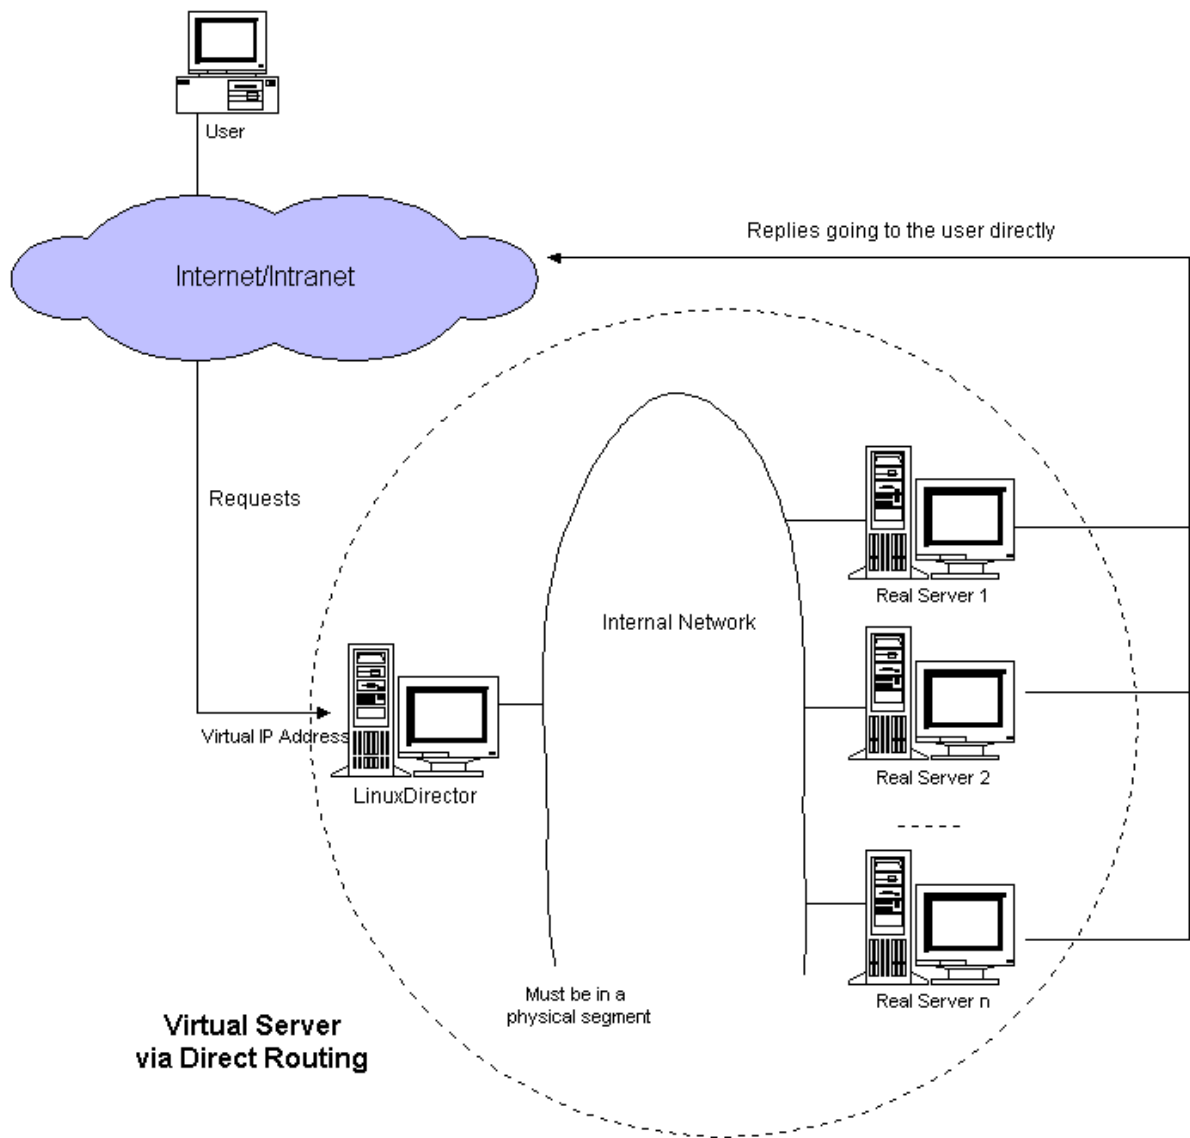 User
Replies going to the user directly
Internet/Intranet
Requests
Real Server 1
Internal Network
Virtual IP Address
Real Server 2
LinuxDirector
Must be in a
physical segment
Real Server n
Virtual Server
via Direct Routing